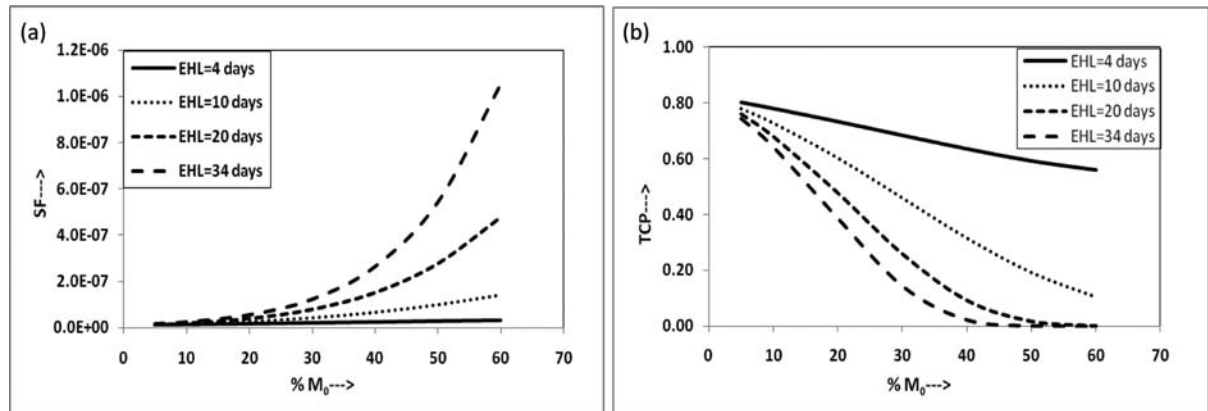 (a)
1.2E-06
1.0E-06
8.0E-07
6.0E-07
4.0E-07
2.0E-07
0.0E+00
SF--->
EHL=4 days
EHL=10 days
EHL=20 days
EHL=34 days
0 10 20 30 40 50 60 70
% M₀--->
(b)
1.00
0.80
0.60
0.40
0.20
0.00
TCP--->
EHL=4 days
EHL=10 days
EHL=20 days
EHL=34 days
0 10 20 30 40 50 60 70
% M₀--->